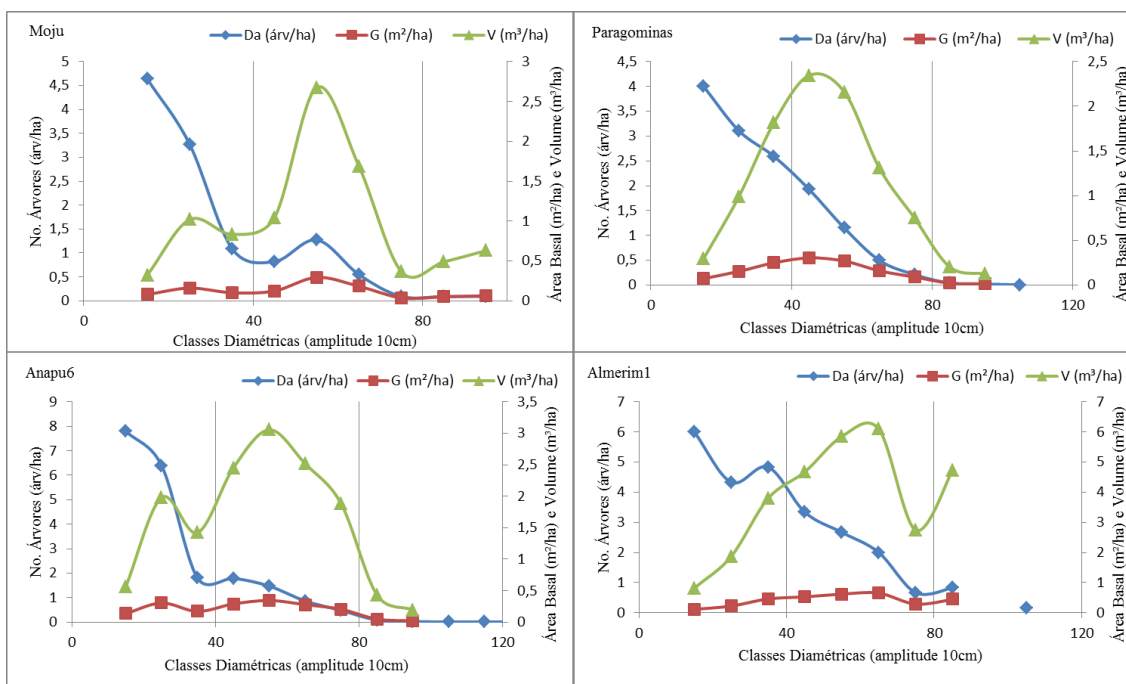 Moju
Da (árv/ha) G (m²/ha) V (m³/ha)
No. Árvores (árv/ha)
5
4,5
4
3,5
3
2,5
2
1,5
1
0,5
0
3
2,5
2
1,5
1
0,5
0
Área Basal (m²/ha) e Volume (m³/ha)
0 40 80
Classes Diamétricas (amplitude 10cm)
Paragominas
Da (árv/ha) G (m²/ha) V (m³/ha)
No. Árvores (árv/ha)
4,5
4
3,5
3
2,5
2
1,5
1
0,5
0
2,5
2
1,5
1
0,5
0
Área Basal (m²/ha) e Volume (m³/ha)
0 40 80 120
Classes Diamétricas (amplitude 10cm)
Anapu6
Da (árv/ha) G (m²/ha) V (m³/ha)
No. Árvores (árv/ha)
9
8
7
6
5
4
3
2
1
0
3,5
3
2,5
2
1,5
1
0,5
0
Área Basal (m²/ha) e Volume (m³/ha)
0 40 80 120
Classes Diamétricas (amplitude 10cm)
Almerim1
Da (árv/ha) G (m²/ha) V (m³/ha)
No. Árvores (árv/ha)
7
6
5
4
3
2
1
0
7
6
5
4
3
2
1
0
Área Basal (m²/ha) e Volume (m³/ha)
0 40 80 120
Classes Diamétricas (amplitude 10cm)